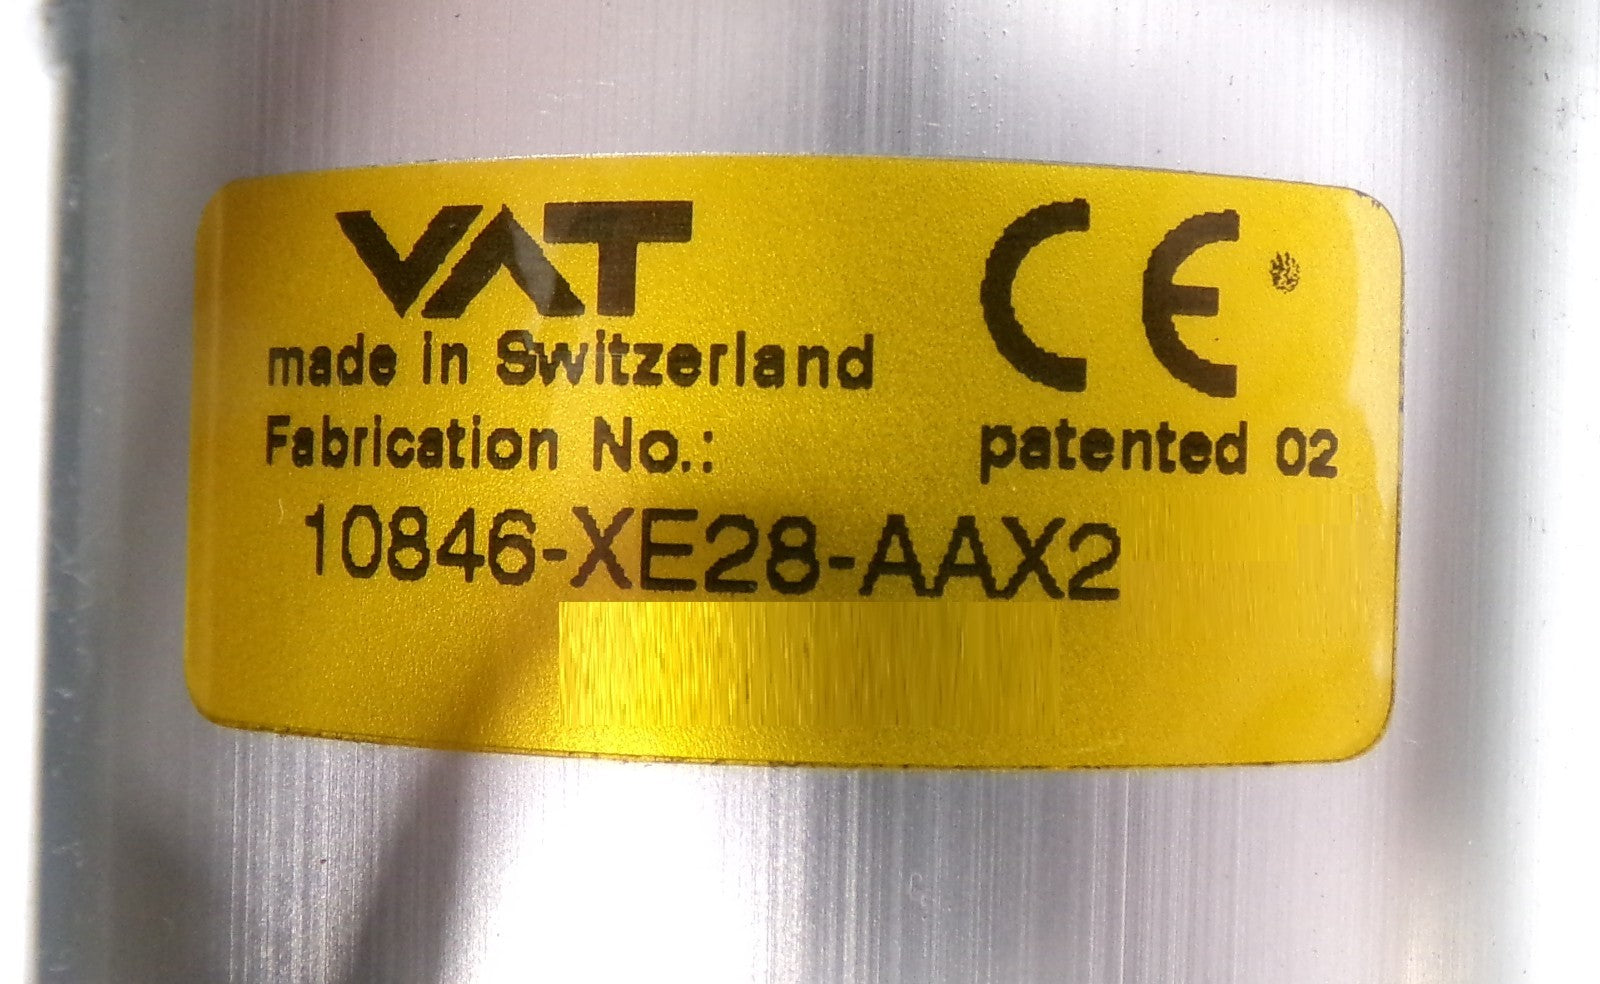 VAT CE
made in Switzerland
Fabrication No.: patented 02
10846-XE28-AAX2